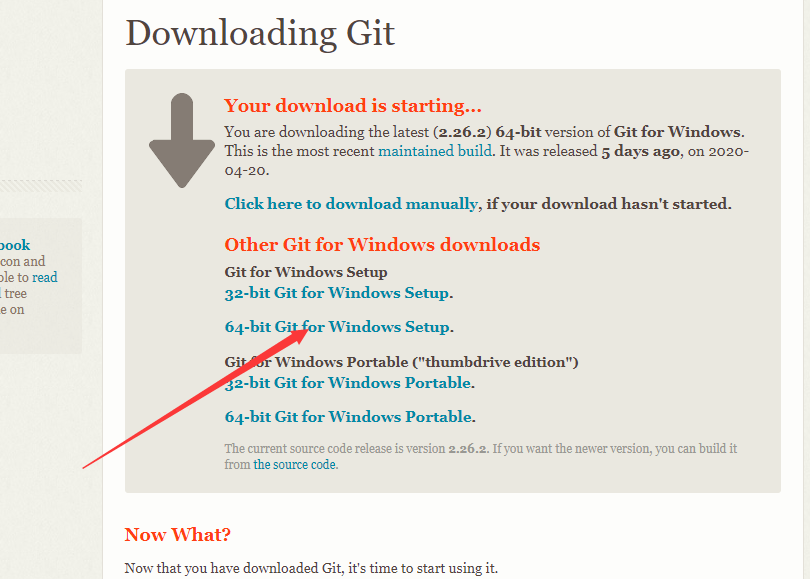 Downloading Git
Your download is starting...
You are downloading the latest (2.26.2) 64-bit version of Git for Windows.
This is the most recent maintained build. It was released 5 days ago, on 2020-
04-20.
Click here to download manually, if your download hasn't started.
Other Git for Windows downloads
Git for Windows Setup
32-bit Git for Windows Setup.
64-bit Git for Windows Setup.
Git for Windows Portable ("thumbdrive edition")
32-bit Git for Windows Portable.
64-bit Git for Windows Portable.
The current source code release is version 2.26.2. If you want the newer version, you can build it
from the source code.
Now What?
Now that you have downloaded Git, it's time to start using it.
book
con and
to read
tree
on